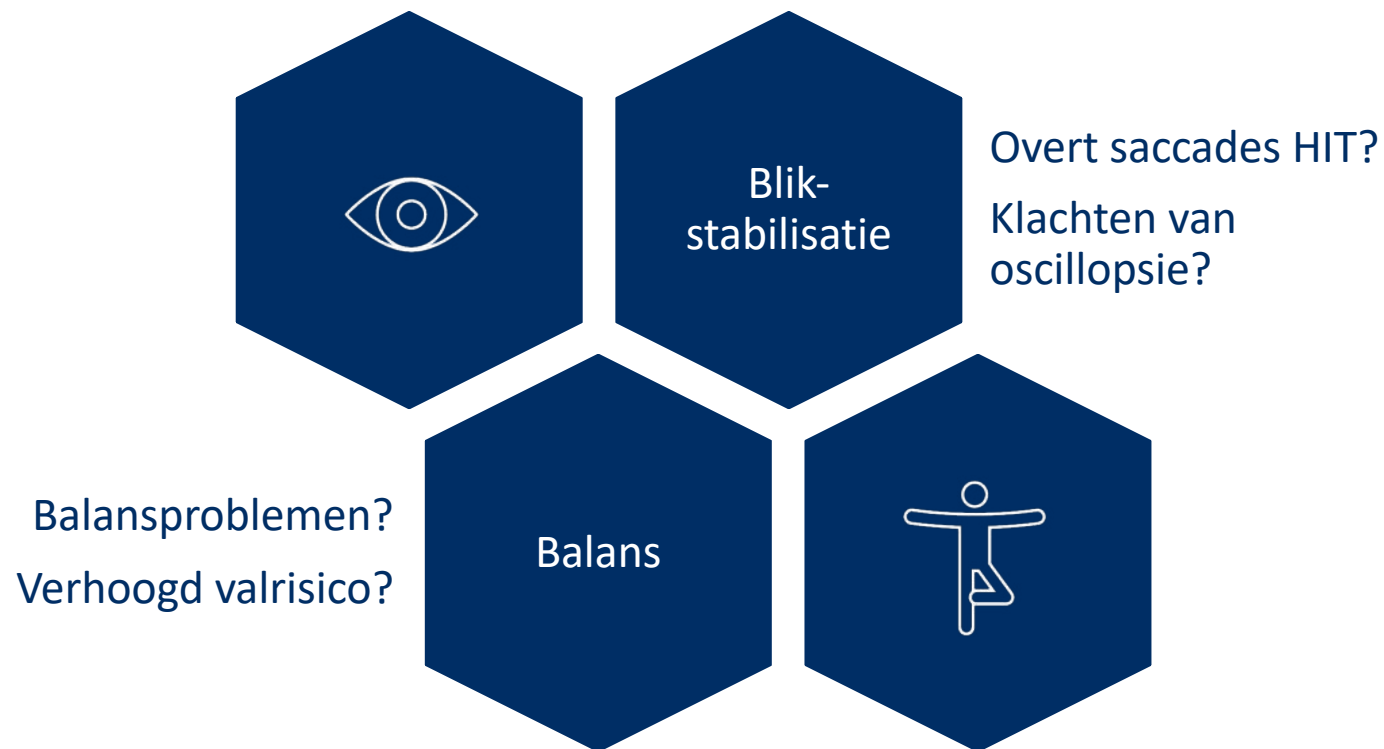 Blik-
stabilisatie
Overt saccades HIT?
Klachten van
oscillopsie?
Balansproblemen?
Verhoogd valrisico?
Balans